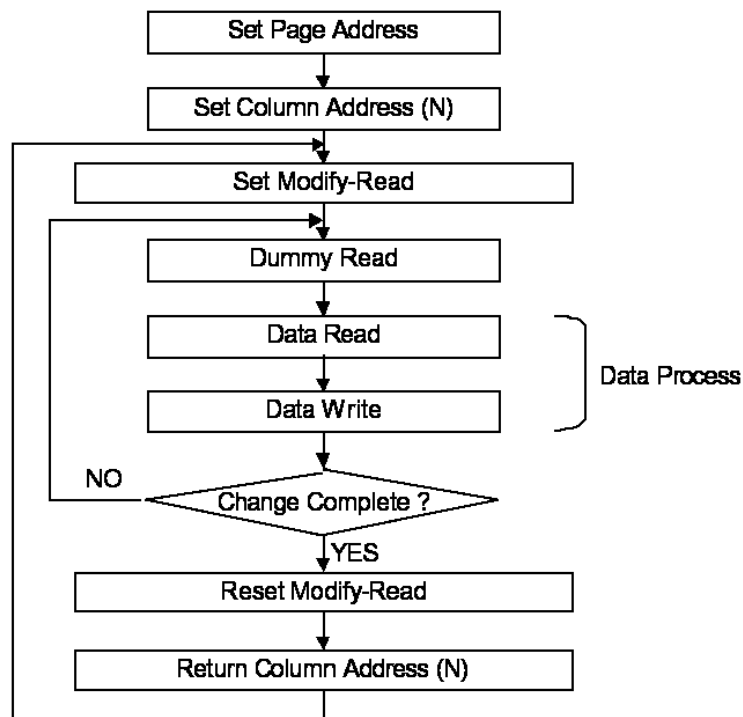 Set Page Address
Set Column Address (N)
Set Modify-Read
Dummy Read
Data Read
Data Process
Data Write
NO
Change Complete ?
YES
Reset Modify-Read
Return Column Address (N)